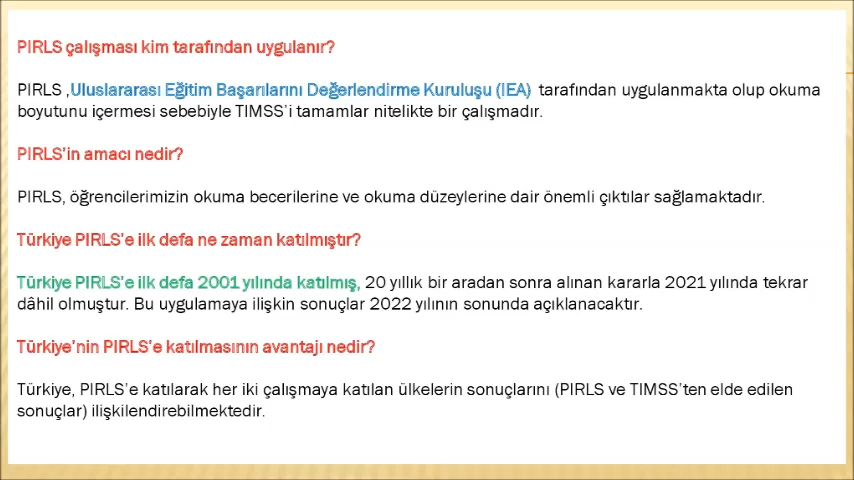 PIRLS çalışması kim tarafından uygulanır?
PIRLS ,Uluslararası Eğitim Başarılarını Değerlendirme Kuruluşu (IEA) tarafından uygulanmakta olup okuma
boyutunu içermesi sebebiyle TIMSS'i tamamlar nitelikte bir çalışmadır.
PIRLS'in amacı nedir?
PIRLS, öğrencilerimizin okuma becerilerine ve okuma düzeylerine dair önemli çıktılar sağlamaktadır.
Türkiye PIRLS'e ilk defa ne zaman katılmıştır?
Türkiye PIRLS'e ilk defa 2001 yılında katılmış, 20 yıllık bir aradan sonra alınan kararla 2021 yılında tekrar
dâhil olmuştur. Bu uygulamaya ilişkin sonuçlar 2022 yılının sonunda açıklanacaktır.
Türkiye'nin PIRLS'e katılmasının avantajı nedir?
Türkiye, PIRLS'e katılarak her iki çalışmaya katılan ülkelerin sonuçlarını (PIRLS ve TIMSS'ten elde edilen
sonuçlar) ilişkilendirebilmektedir.